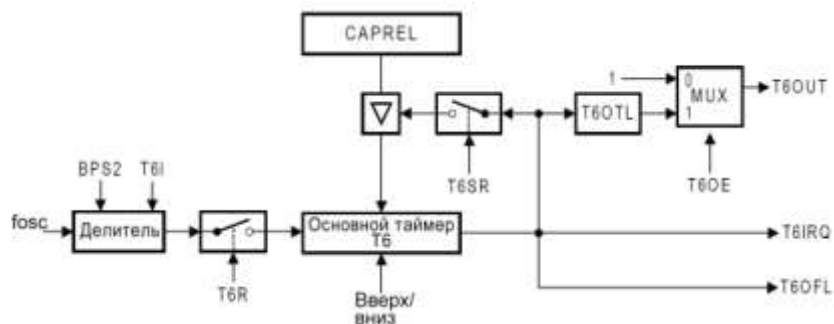 CAPREL
1
0
MUX
1
T6OUT
T6OTL
T6SR
T6OE
BPS2
T6I
fosc
Делитель
Основной таймер
T6
T6IRQ
T6R
Вверх/
вниз
T6OFL